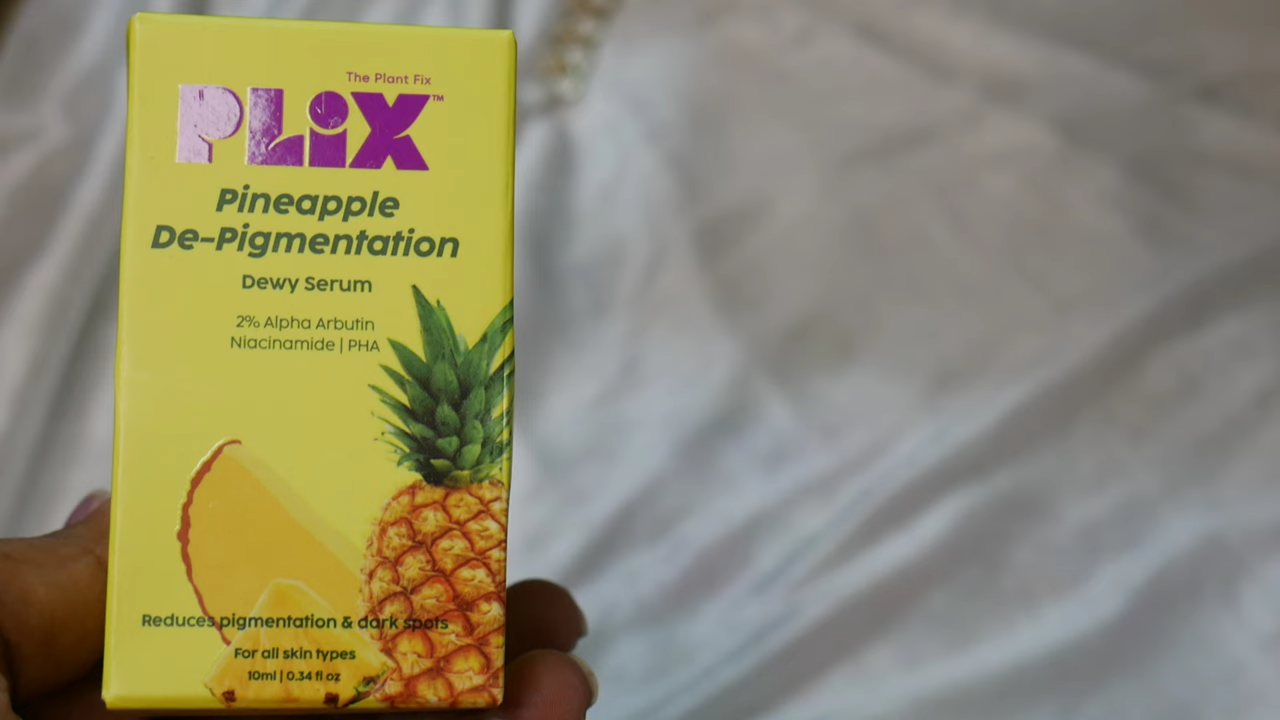 The Plant Fix
PLiX™
Pineapple
De-Pigmentation
Dewy Serum
2% Alpha Arbutin
Niacinamide | PHA
Reduces pigmentation & dark spots
For all skin types
10ml | 0.34 fl oz